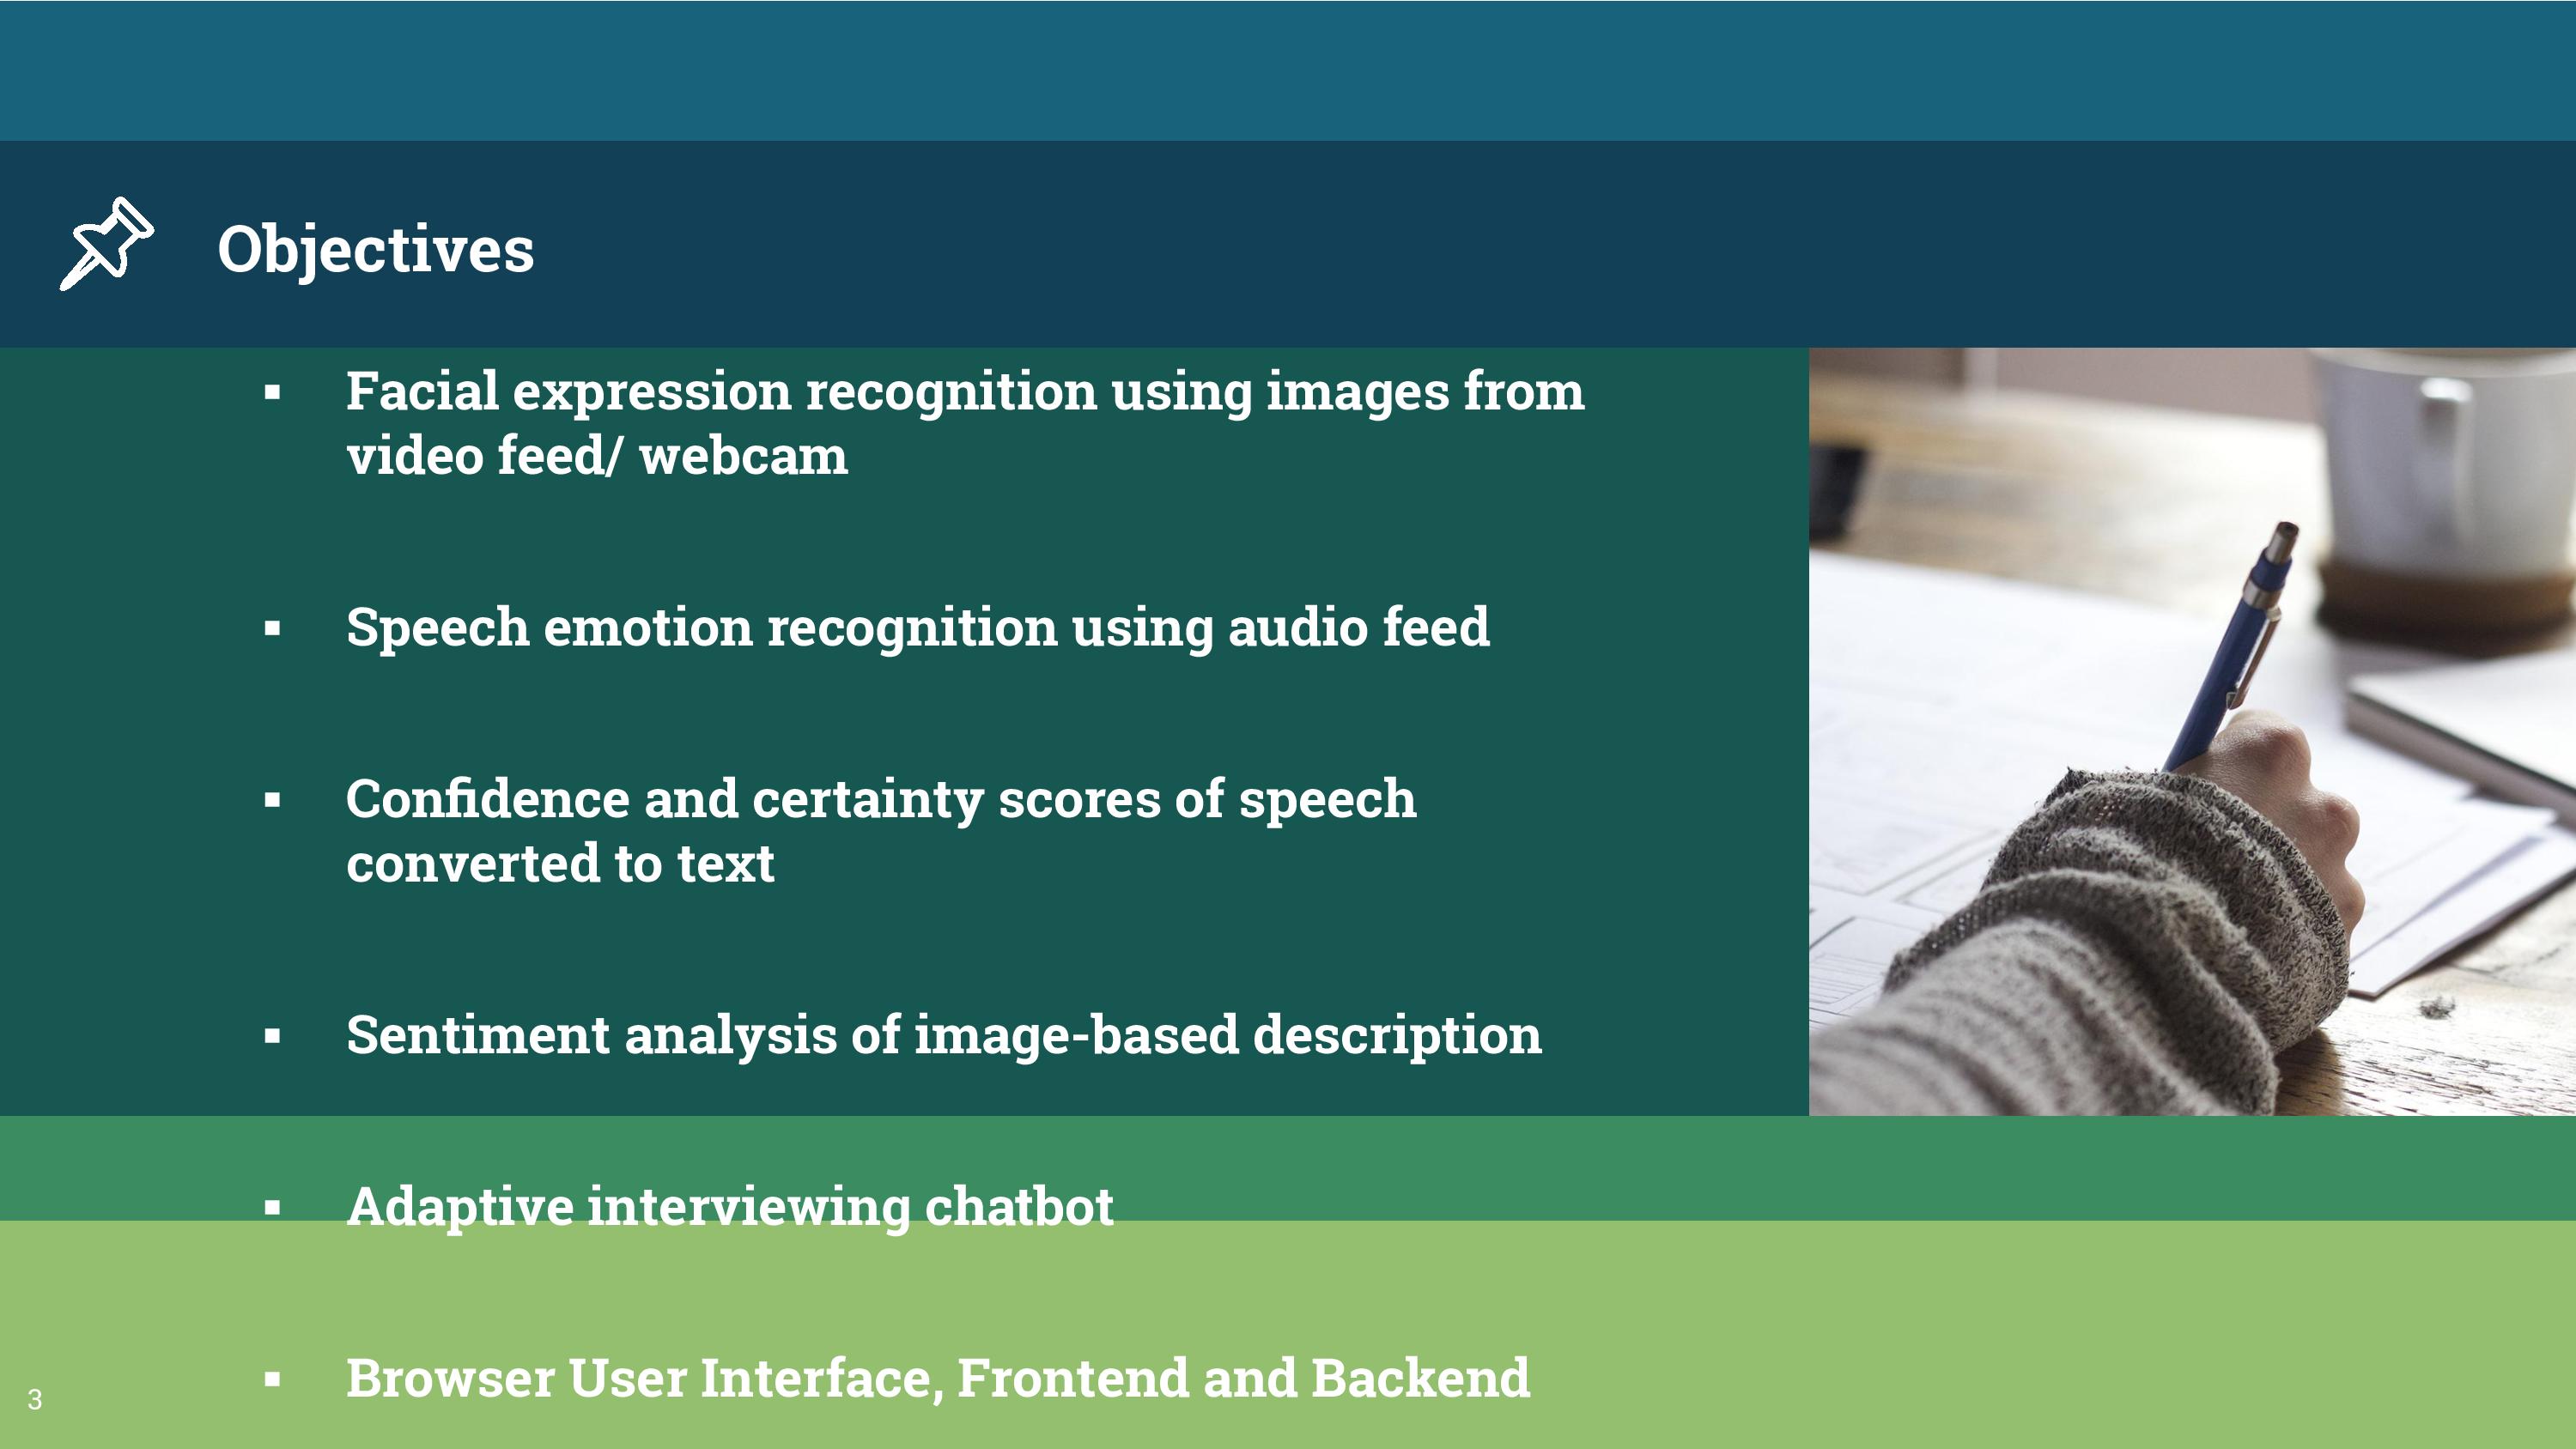 Objectives
▪ Facial expression recognition using images from
video feed/ webcam
▪ Speech emotion recognition using audio feed
▪ Confidence and certainty scores of speech
converted to text
▪ Sentiment analysis of image-based description
▪ Adaptive interviewing chatbot
▪ Browser User Interface, Frontend and Backend
3